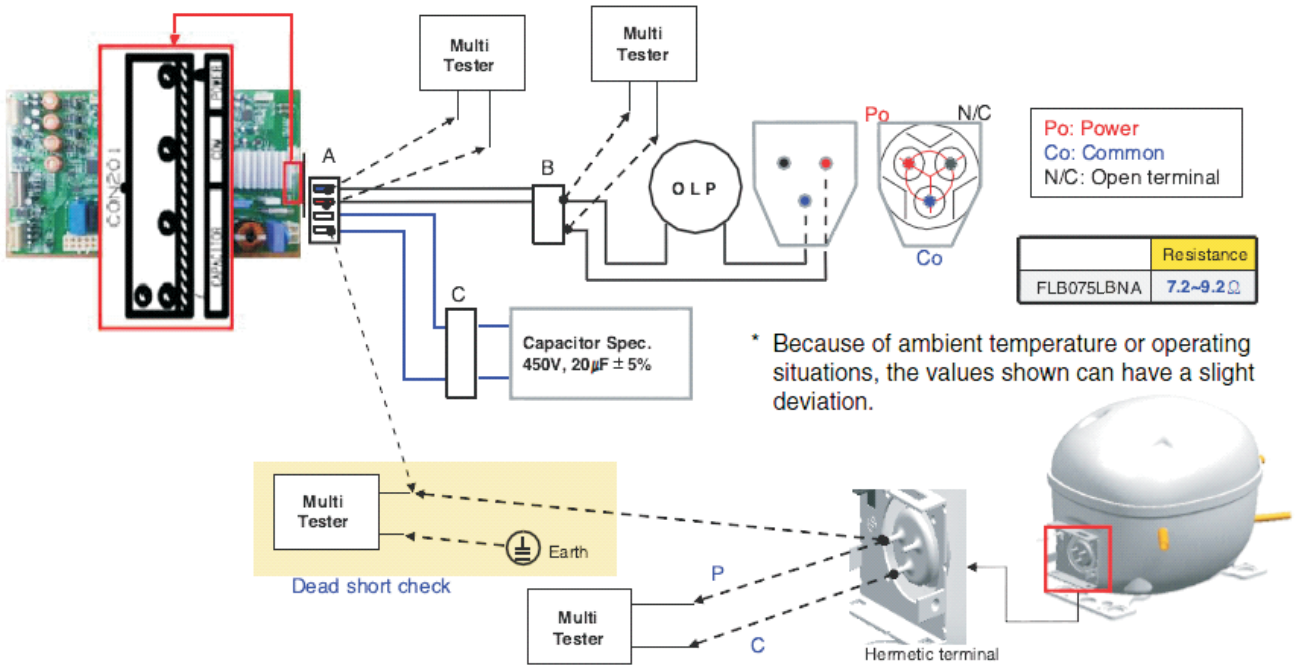 Multi
Tester
Multi
Tester
CON201
POWER
COM
CAPACITOR
A
B
OLP
Po
N/C
Co
Po: Power
Co: Common
N/C: Open terminal
Resistance
FLB075LBNA 7.2~9.2Ω
C
Capacitor Spec.
450V, 20μF ± 5%
* Because of ambient temperature or operating
situations, the values shown can have a slight
deviation.
Multi
Tester
Earth
Dead short check
P
C
Multi
Tester
Hermetic terminal